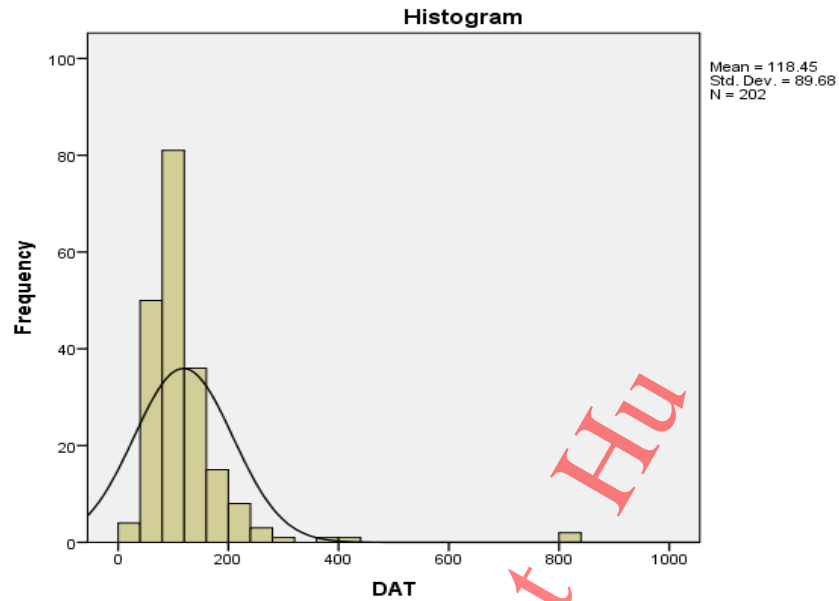 Histogram
Mean = 118.45
Std. Dev. = 89.68
N = 202
Frequency
100
80
60
40
20
0
0 200 400 600 800 1000
DAT
t Hu